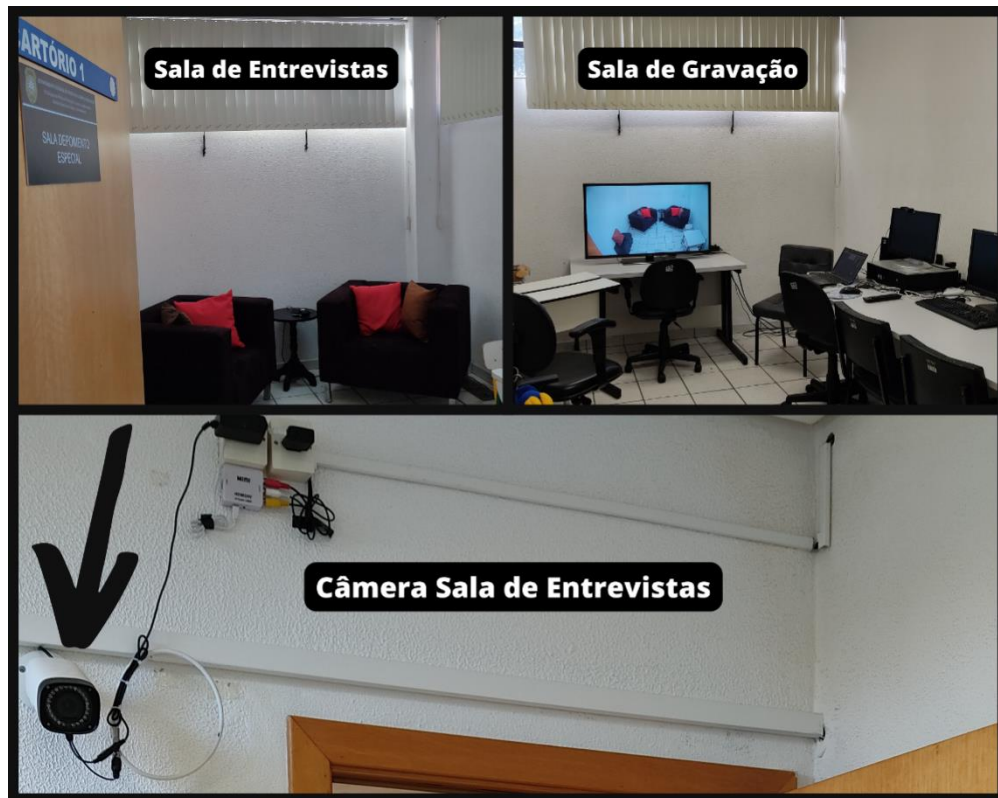 Sala de Entrevistas
Sala de Gravação
ARTÓRIO 1
SALA DEPOIMENTO
ESPECIAL
Câmera Sala de Entrevistas